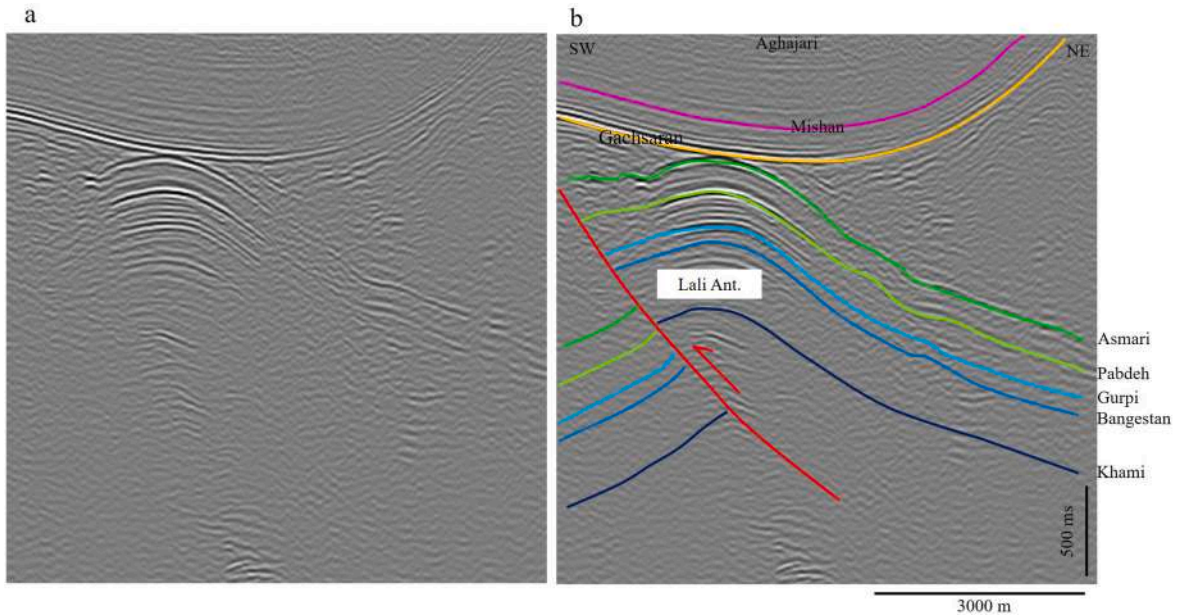 a
b
SW
Aghajari
NE
Mishan
Gachsaran
Lali Ant.
Asmari
Pabdeh
Gurpi
Bangestan
Khami
500 ms
3000 m